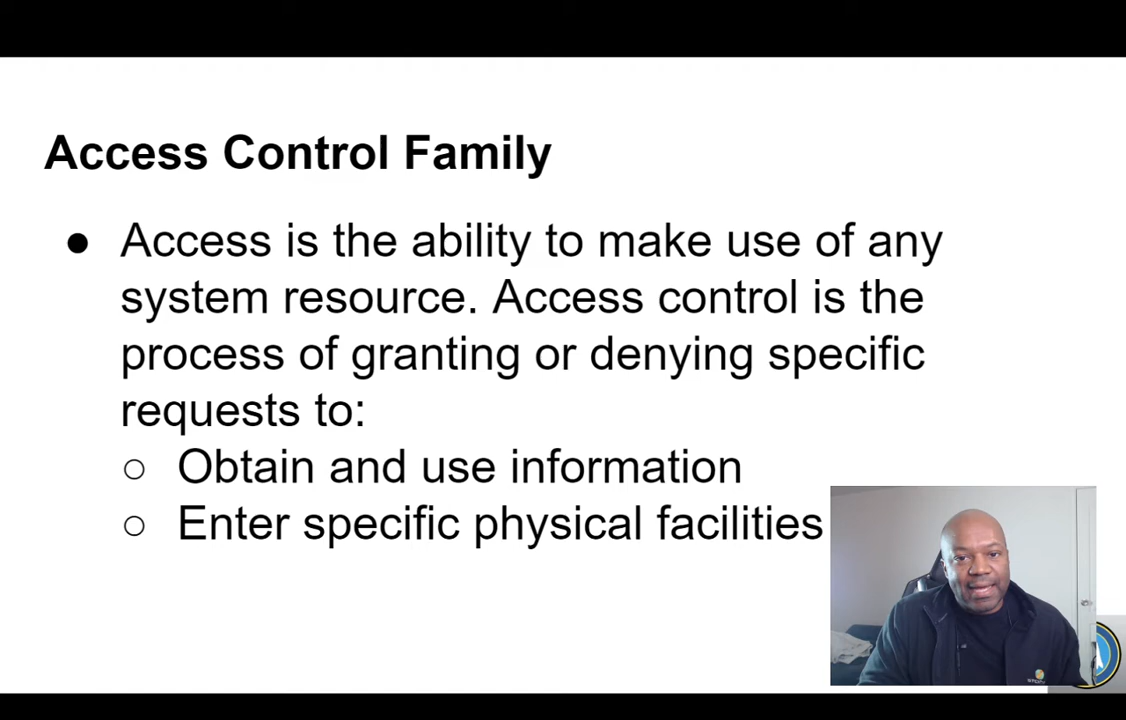 Access Control Family
● Access is the ability to make use of any
system resource. Access control is the
process of granting or denying specific
requests to:
○ Obtain and use information
○ Enter specific physical facilities